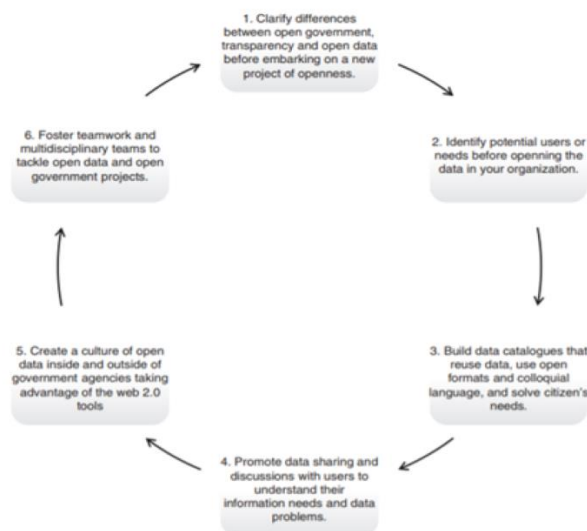 1. Clarify differences
between open government,
transparency and open data
before embarking on a new
project of openness.
2. Identify potential users or
needs before openning the
data in your organization.
3. Build data catalogues that
reuse data, use open
formats and colloquial
language, and solve citizen's
needs.
4. Promote data sharing and
discussions with users to
understand their
information needs and data
problems.
5. Create a culture of open
data inside and outside of
government agencies taking
advantage of the web 2.0
tools
6. Foster teamwork and
multidisciplinary teams to
tackle open data and open
government projects.